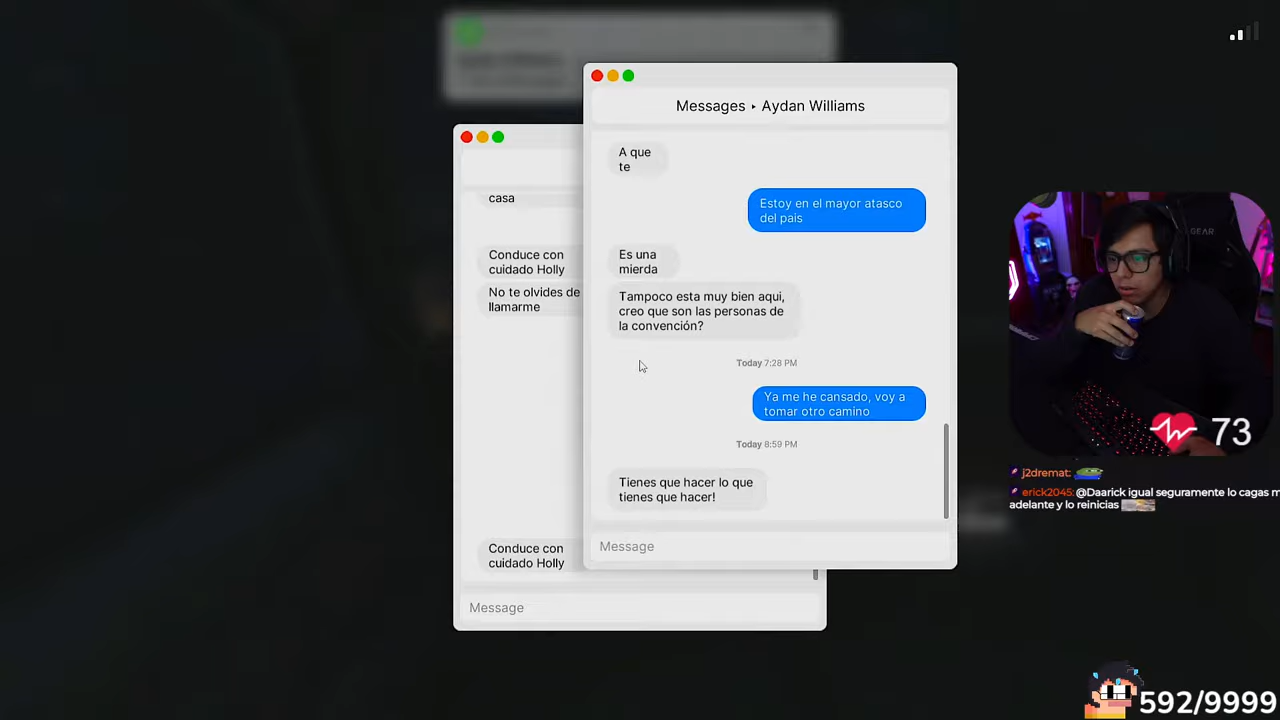 Messages ▸ Aydan Williams
A que
te
Estoy en el mayor atasco
del pais
Es una
mierda
Tampoco esta muy bien aqui,
creo que son las personas de
la convención?
Today 7:28 PM
Ya me he cansado, voy a
tomar otro camino
Today 8:59 PM
Tienes que hacer lo que
tienes que hacer!
Message
casa
Conduce con
cuidado Holly
No te olvides de
llamarme
Conduce con
cuidado Holly
Message
GEAR
73
j2dremat:
erick2045: @Daarick igual seguramente lo cagas m
adelante y lo reinicias
592/9999